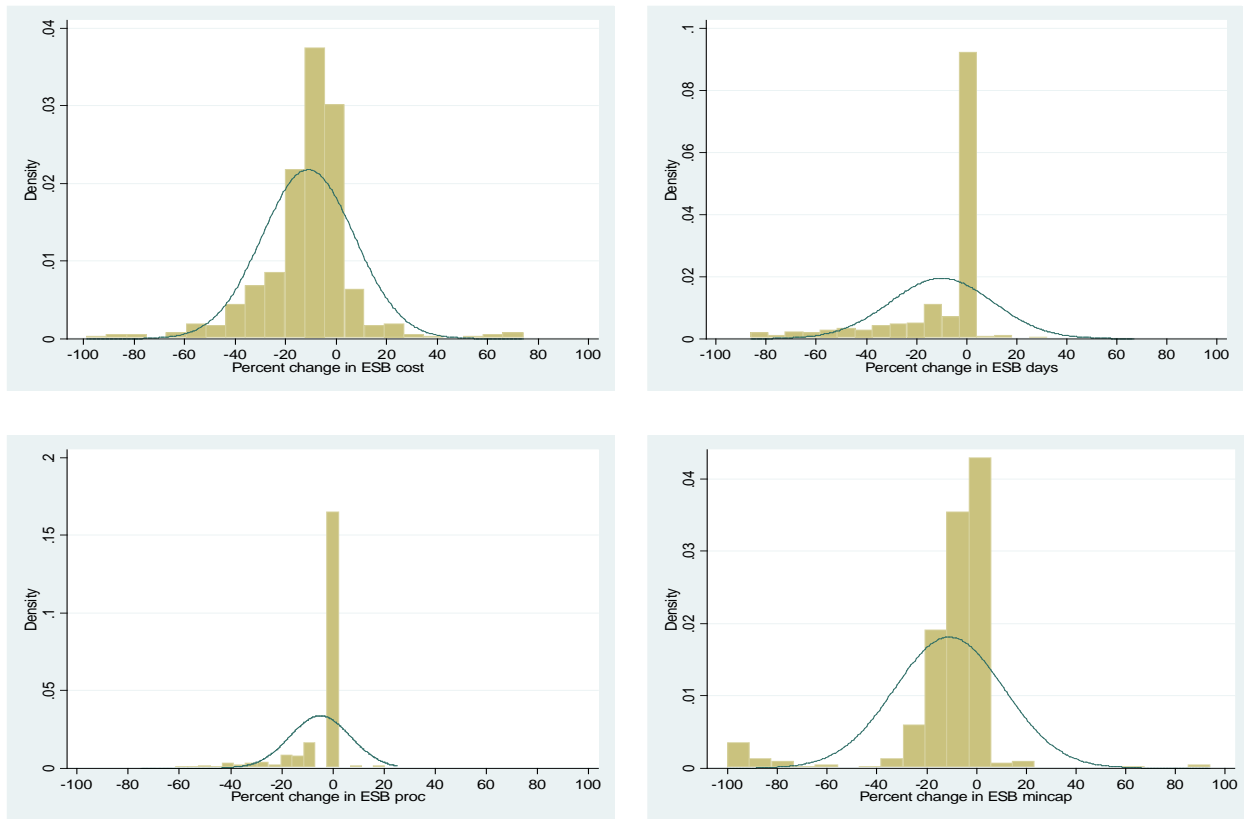 Density
0 .01 .02 .03 .04
-100 -80 -60 -40 -20 0 20 40 60 80 100
Percent change in ESB cost
Density
0 .02 .04 .06 .08 .1
-100 -80 -60 -40 -20 0 20 40 60 80 100
Percent change in ESB days
Density
0 .05 .1 .15 .2
-100 -80 -60 -40 -20 0 20 40 60 80 100
Percent change in ESB proc
Density
0 .01 .02 .03 .04
-100 -80 -60 -40 -20 0 20 40 60 80 100
Percent change in ESB mincap